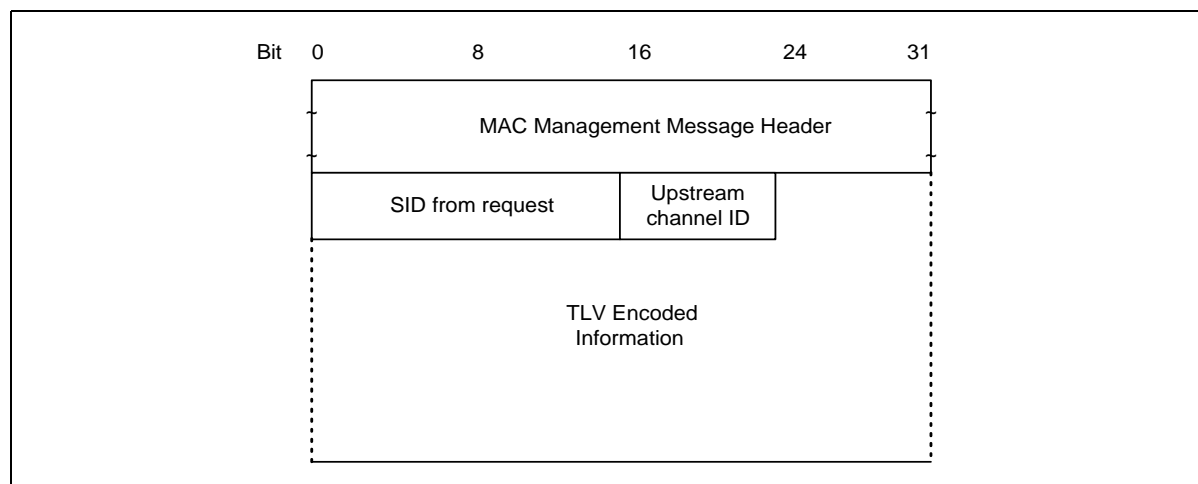 Bit 0 8 16 24 31
MAC Management Message Header
SID from request
Upstream
channel ID
TLV Encoded
Information